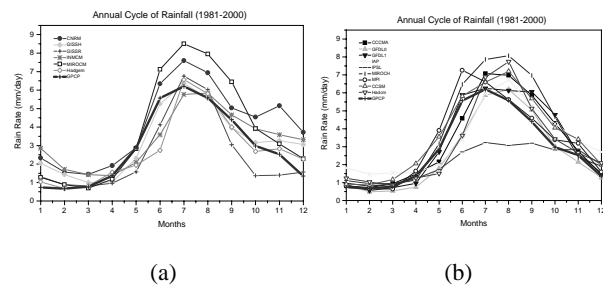 Annual Cycle of Rainfall (1981-2000)
Rain Rate (mm/day)
9
8
7
6
5
4
3
2
1
0
CNRM
GISSH
GISSR
INMCM
MIROCM
Hadgem
GPCP
1 2 3 4 5 6 7 8 9 10 11 12
Months
(a)
Annual Cycle of Rainfall (1981-2000)
Rain Rate (mm/day)
9
8
7
6
5
4
3
2
1
0
CCCMA
GFDL0
GFDL1
IAP
IPSL
MIROCH
MRI
CCSM
Hadcm
GPCP
1 2 3 4 5 6 7 8 9 10 11 12
Months
(b)